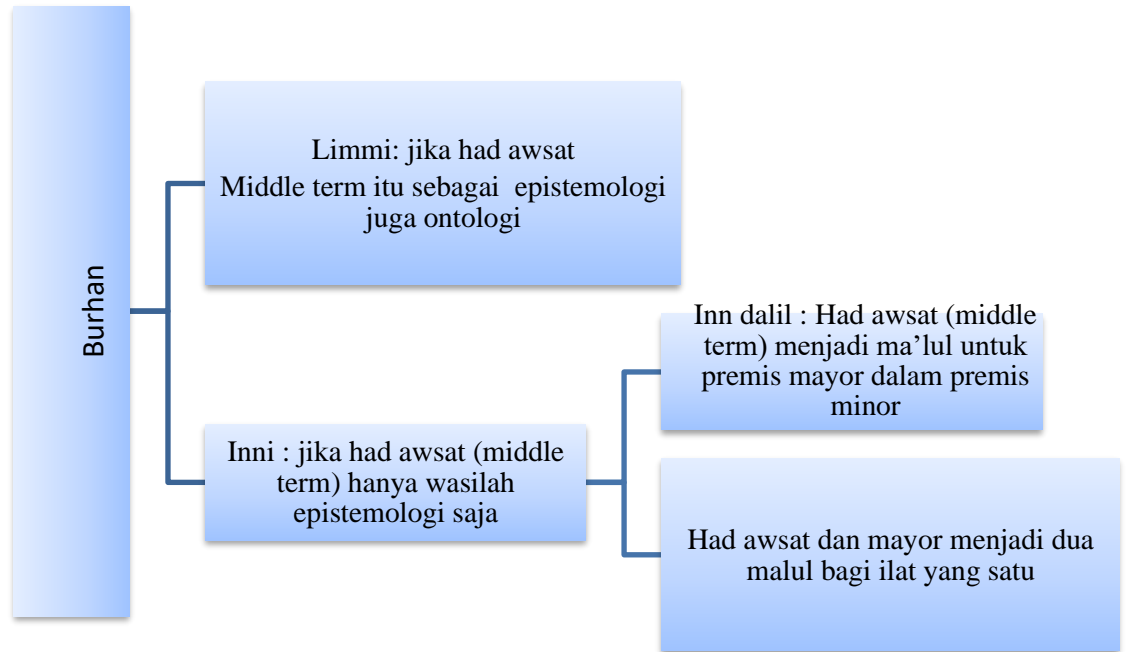 Burhan
Limmi: jika had awsat
Middle term itu sebagai epistemologi
juga ontologi
Inni : jika had awsat (middle
term) hanya wasilah
epistemologi saja
Inn dalil : Had awsat (middle
term) menjadi ma’lul untuk
premis mayor dalam premis
minor
Had awsat dan mayor menjadi dua
malul bagi ilat yang satu